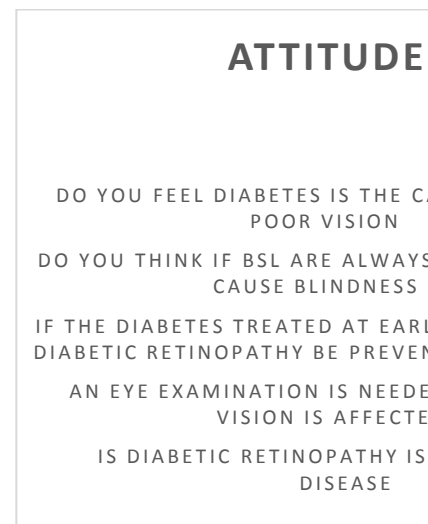 ATTITUDE
DO YOU FEEL DIABETES IS THE
POOR VISION
DO YOU THINK IF BSL ARE ALWAYS
CAUSE BLINDNESS
IF THE DIABETES TREATED AT
DIABETIC RETINOPATHY BE
AN EYE EXAMINATION IS
VISION IS
IS DIABETIC RETINOPATHY IS
DISEASE